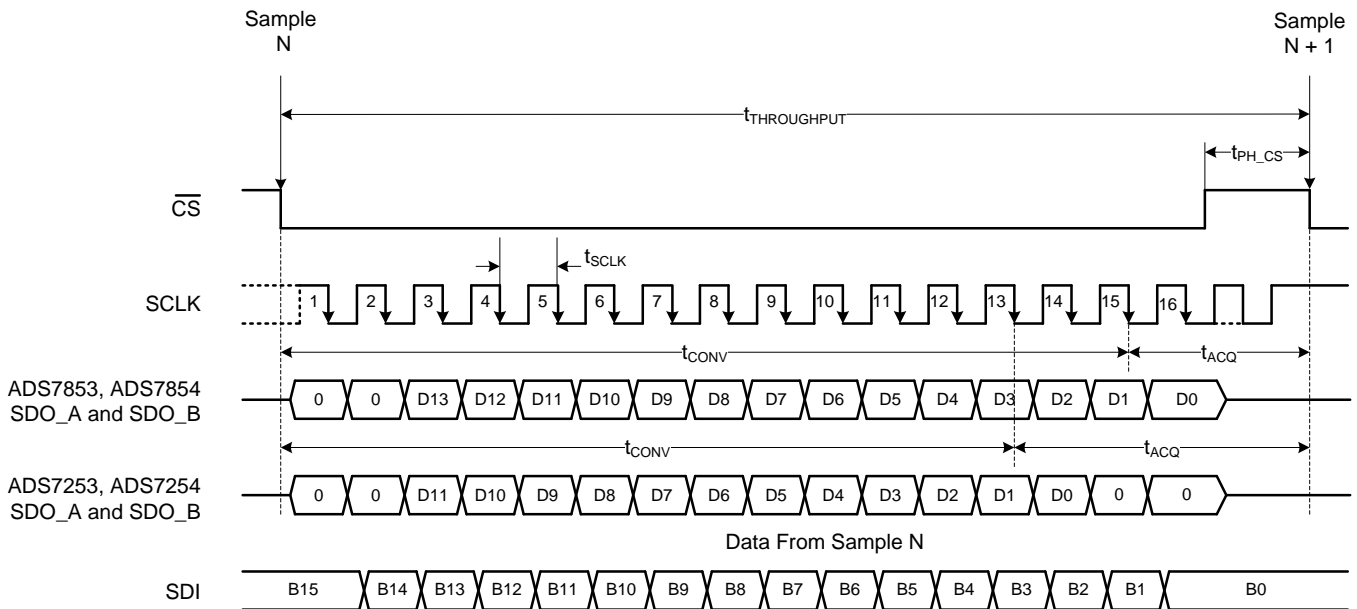 Sample
N
Sample
N + 1
tTHROUGHPUT
tPH_CS
CS
tSCLK
SCLK
1 2 3 4 5 6 7 8 9 10 11 12 13 14 15 16
tCONV tACQ
ADS7853, ADS7854
SDO_A and SDO_B
0 0 D13 D12 D11 D10 D9 D8 D7 D6 D5 D4 D3 D2 D1 D0
tCONV tACQ
ADS7253, ADS7254
SDO_A and SDO_B
0 0 D11 D10 D9 D8 D7 D6 D5 D4 D3 D2 D1 D0 0 0
Data From Sample N
SDI
B15 B14 B13 B12 B11 B10 B9 B8 B7 B6 B5 B4 B3 B2 B1 B0